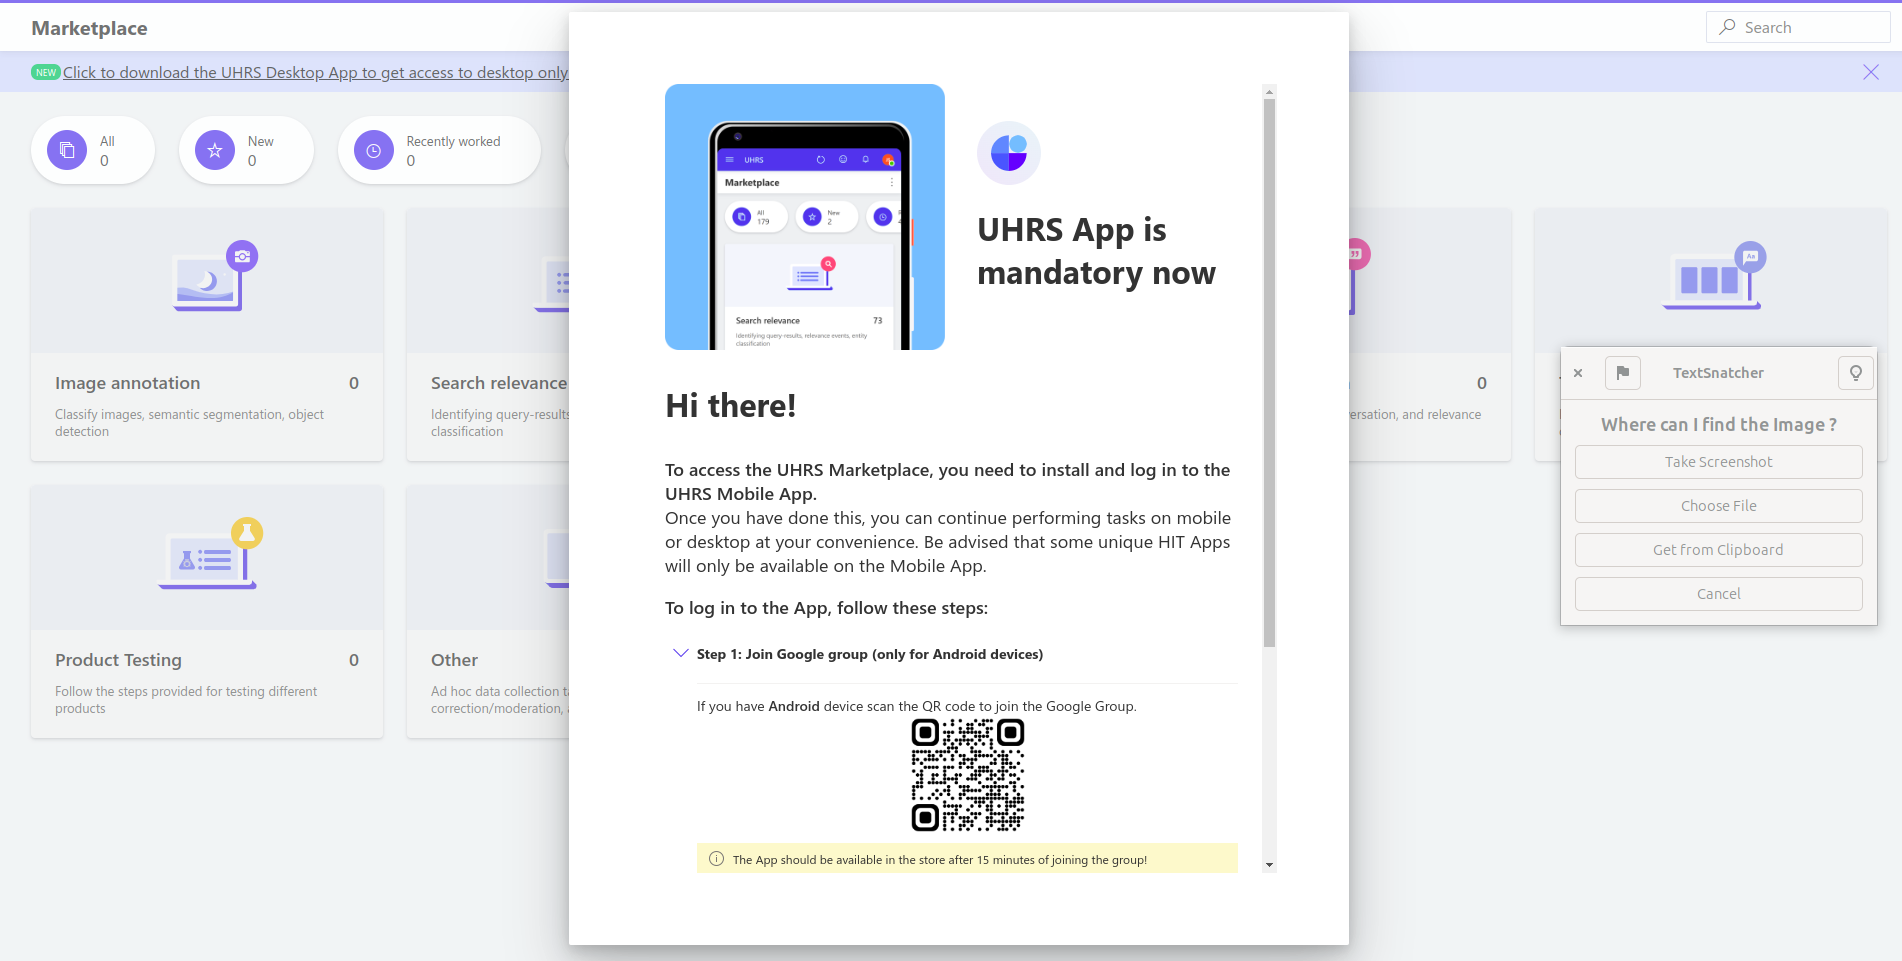 Marketplace
Search
NEW Click to download the UHRS Desktop App to get access to desktop only
All
0
New
0
Recently worked
0
Image annotation 0
Classify images, semantic segmentation, object
detection
Search relevance
Identifying query-results
classification
0
ersation, and relevance
Product Testing 0
Follow the steps provided for testing different
products
Other
Ad hoc data collection
correction/moderation,
UHRS
Marketplace
All
179
New
2
Search relevance 73
Identifying query-results, relevance events, entity
classification
UHRS App is
mandatory now
Hi there!
To access the UHRS Marketplace, you need to install and log in to the
UHRS Mobile App.
Once you have done this, you can continue performing tasks on mobile
or desktop at your convenience. Be advised that some unique HIT Apps
will only be available on the Mobile App.
To log in to the App, follow these steps:
Step 1: Join Google group (only for Android devices)
If you have Android device scan the QR code to join the Google Group.
The App should be available in the store after 15 minutes of joining the group!
TextSnatcher
Where can I find the Image ?
Take Screenshot
Choose File
Get from Clipboard
Cancel